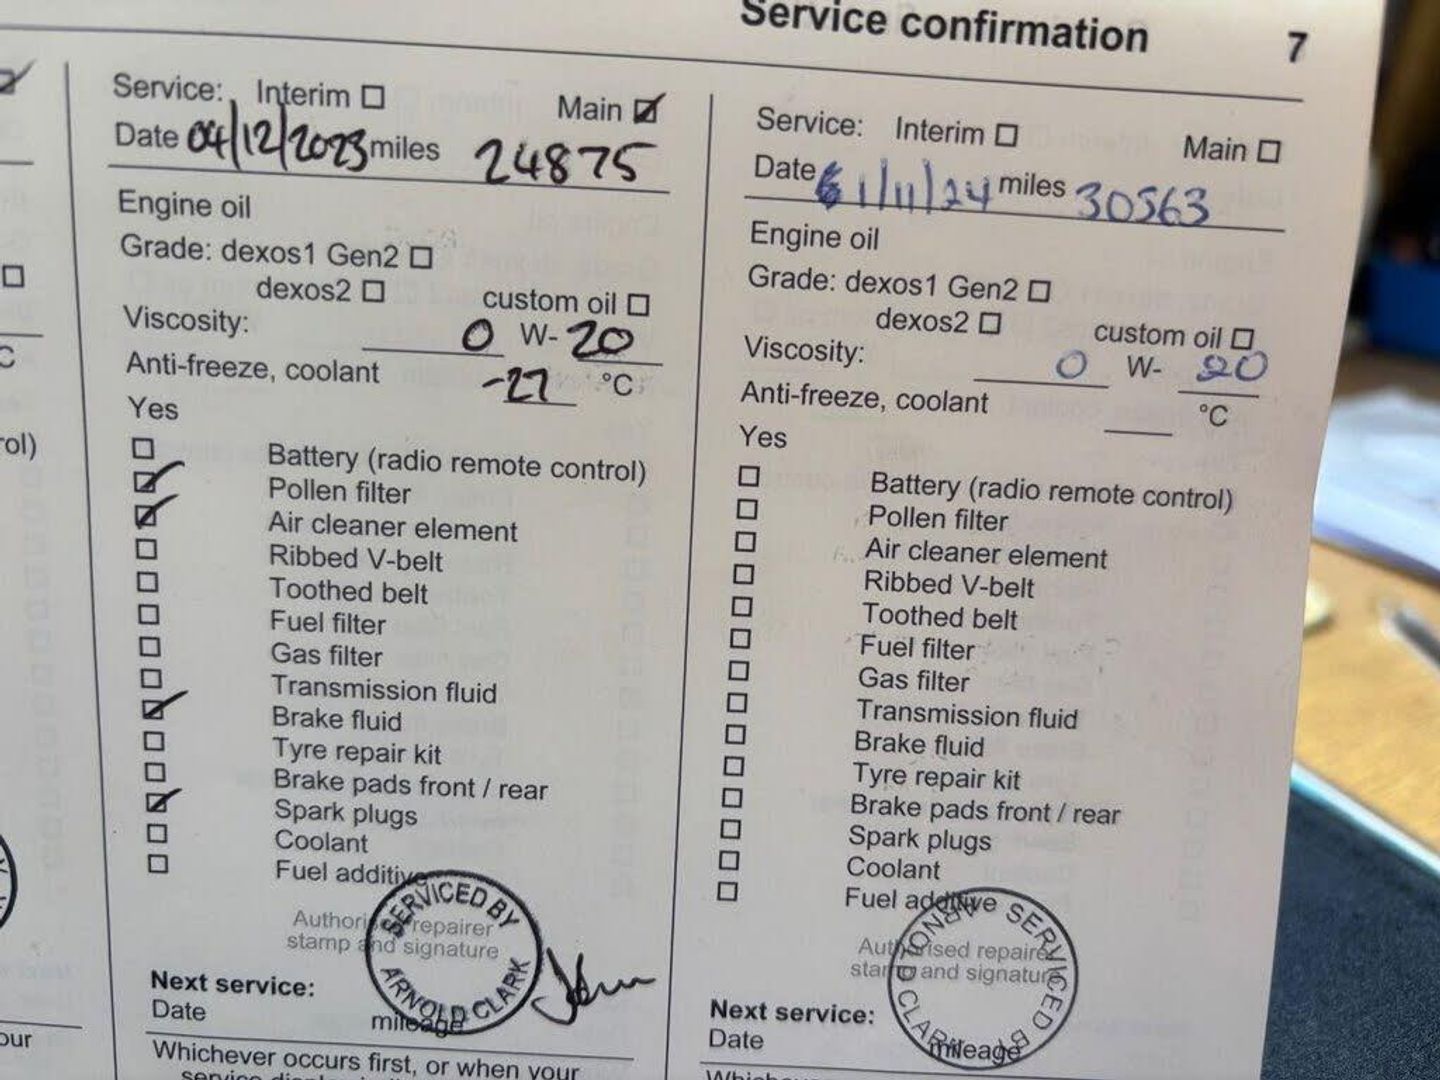 Service confirmation 7
Service: Interim Main
Date 04/12/2023 miles 24875
Engine oil
Grade: dexos1 Gen2
dexos2 custom oil
Viscosity: 0 W- 20
Anti-freeze, coolant -27 °C
Yes
Battery (radio remote control)
Pollen filter
Air cleaner element
Ribbed V-belt
Toothed belt
Fuel filter
Gas filter
Transmission fluid
Brake fluid
Tyre repair kit
Brake pads front / rear
Spark plugs
Coolant
Fuel additive
Authorised repairer
stamp and signature
SERVICED BY
ARNOLD CLARK
Next service:
Date mileage
Whichever occurs first, or when your
Service: Interim Main
Date 1/11/24 miles 30563
Engine oil
Grade: dexos1 Gen2
dexos2 custom oil
Viscosity: 0 W- 20
Anti-freeze, coolant °C
Yes
Battery (radio remote control)
Pollen filter
Air cleaner element
Ribbed V-belt
Toothed belt
Fuel filter
Gas filter
Transmission fluid
Brake fluid
Tyre repair kit
Brake pads front / rear
Spark plugs
Coolant
Fuel additive
Authorised repairer
stamp and signature
SERVICED BY
ARNOLD CLARK
Next service:
Date mileage